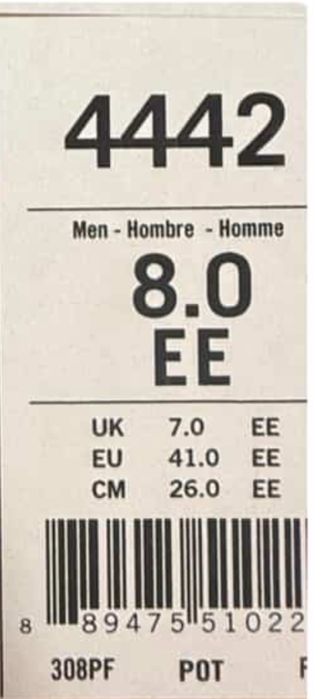 4442
Men - Hombre - Homme
8.0
EE
UK 7.0 EE
EU 41.0 EE
CM 26.0 EE
8 89475 51022
308PF POT